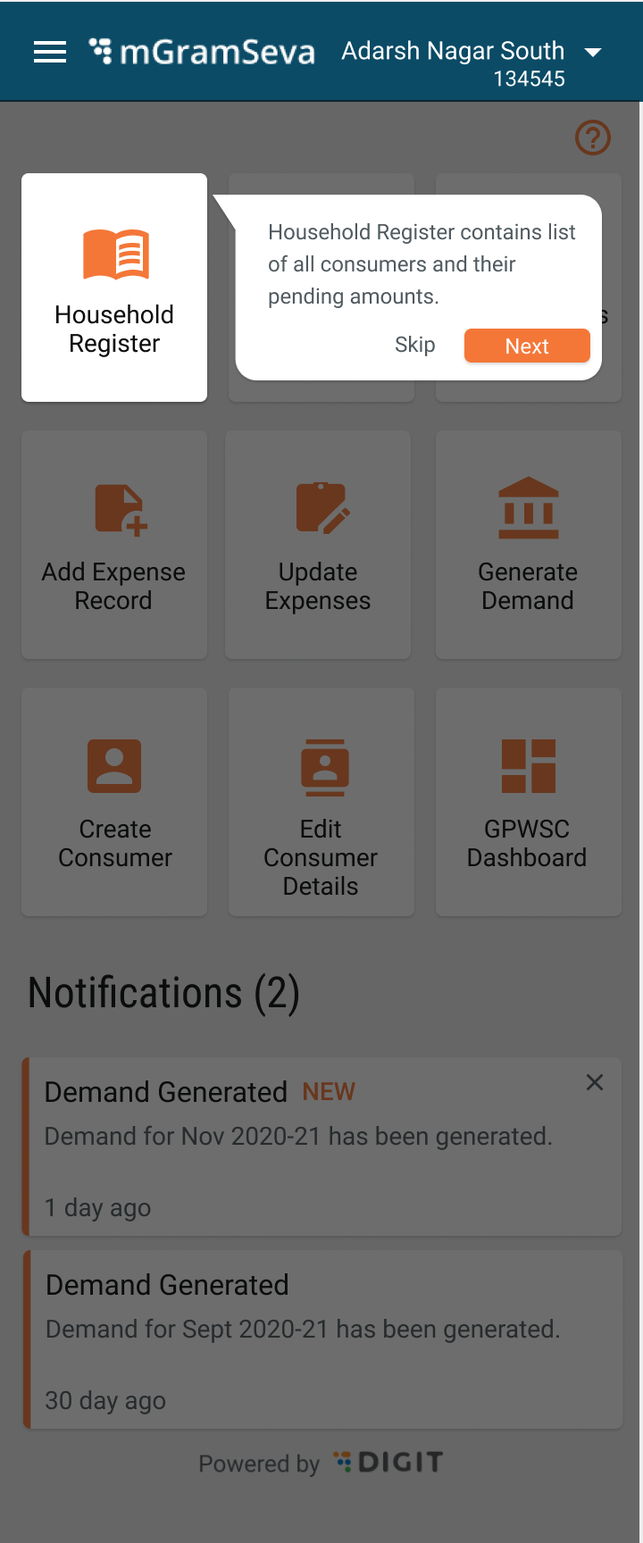 mGramSeva
Adarsh Nagar South
134545
Household
Register
Household Register contains list
of all consumers and their
pending amounts.
Skip
Next
Add Expense
Record
Update
Expenses
Generate
Demand
Create
Consumer
Edit
Consumer
Details
GPWSC
Dashboard
Notifications (2)
Demand Generated NEW
Demand for Nov 2020-21 has been generated.
1 day ago
Demand Generated
Demand for Sept 2020-21 has been generated.
30 day ago
Powered by DIGIT